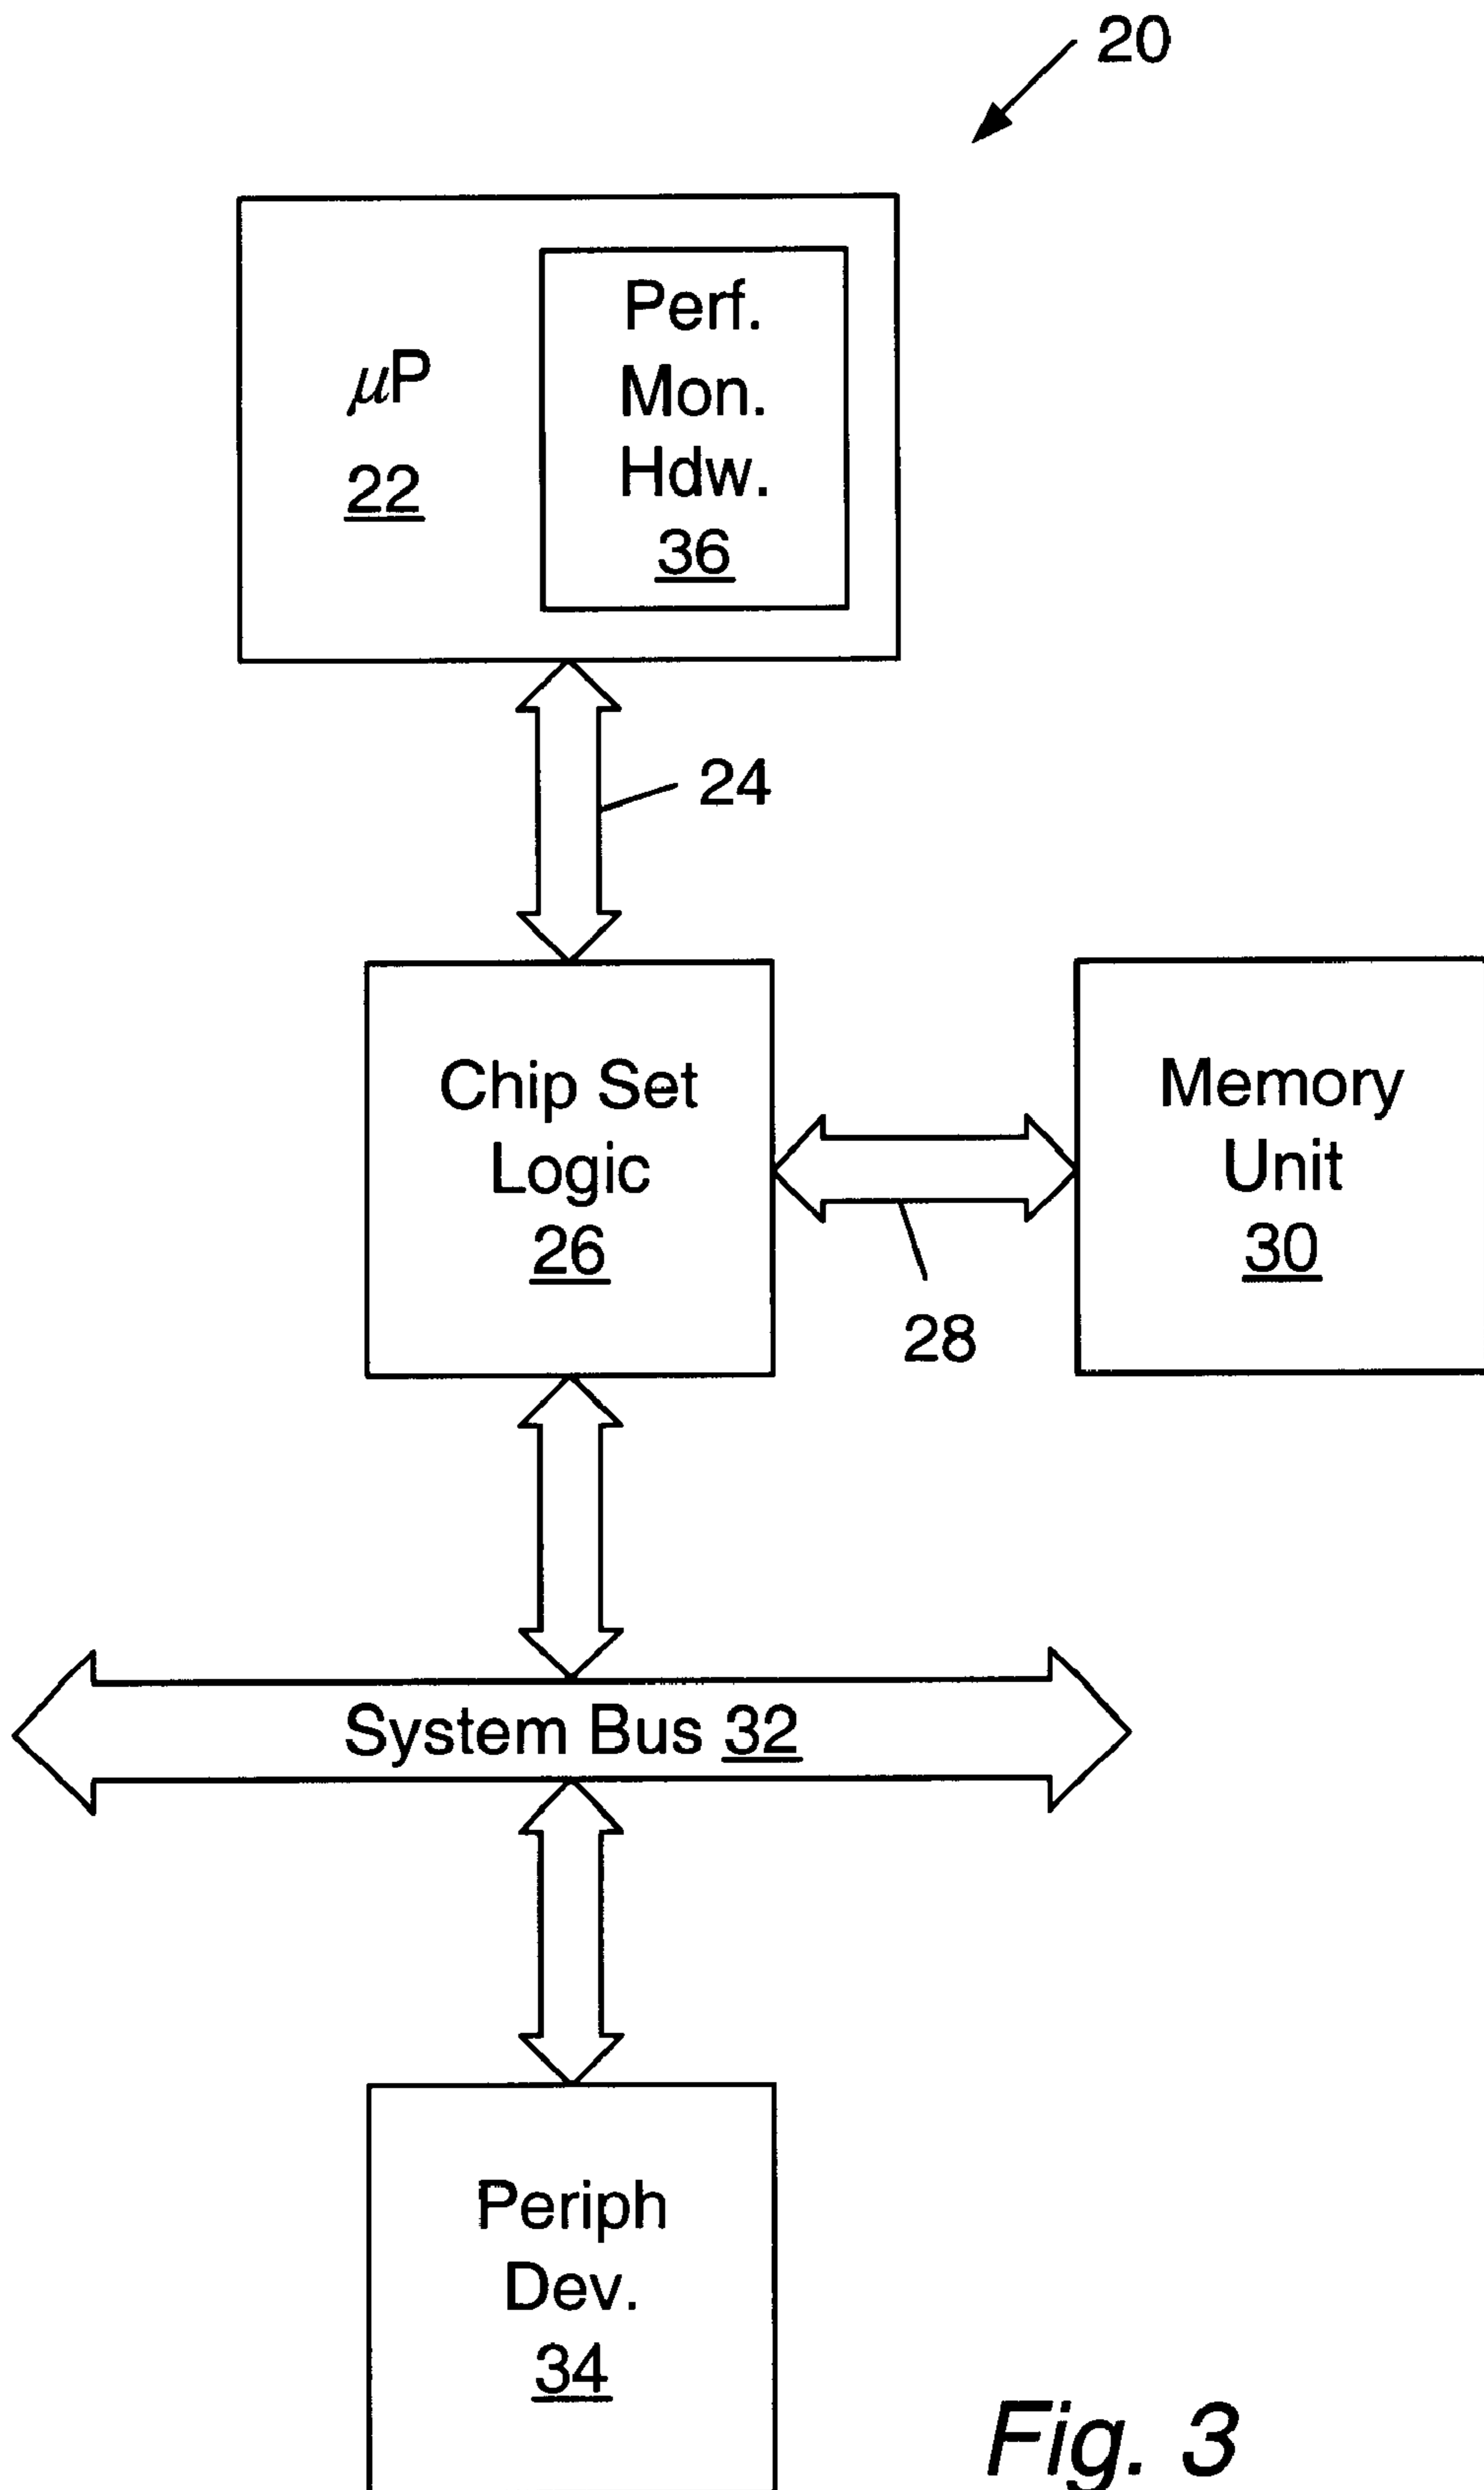 20
μP
22
Perf.
Mon.
Hdw.
36
24
Chip Set
Logic
26
28
Memory
Unit
30
System Bus 32
Periph
Dev.
34
Fig. 3